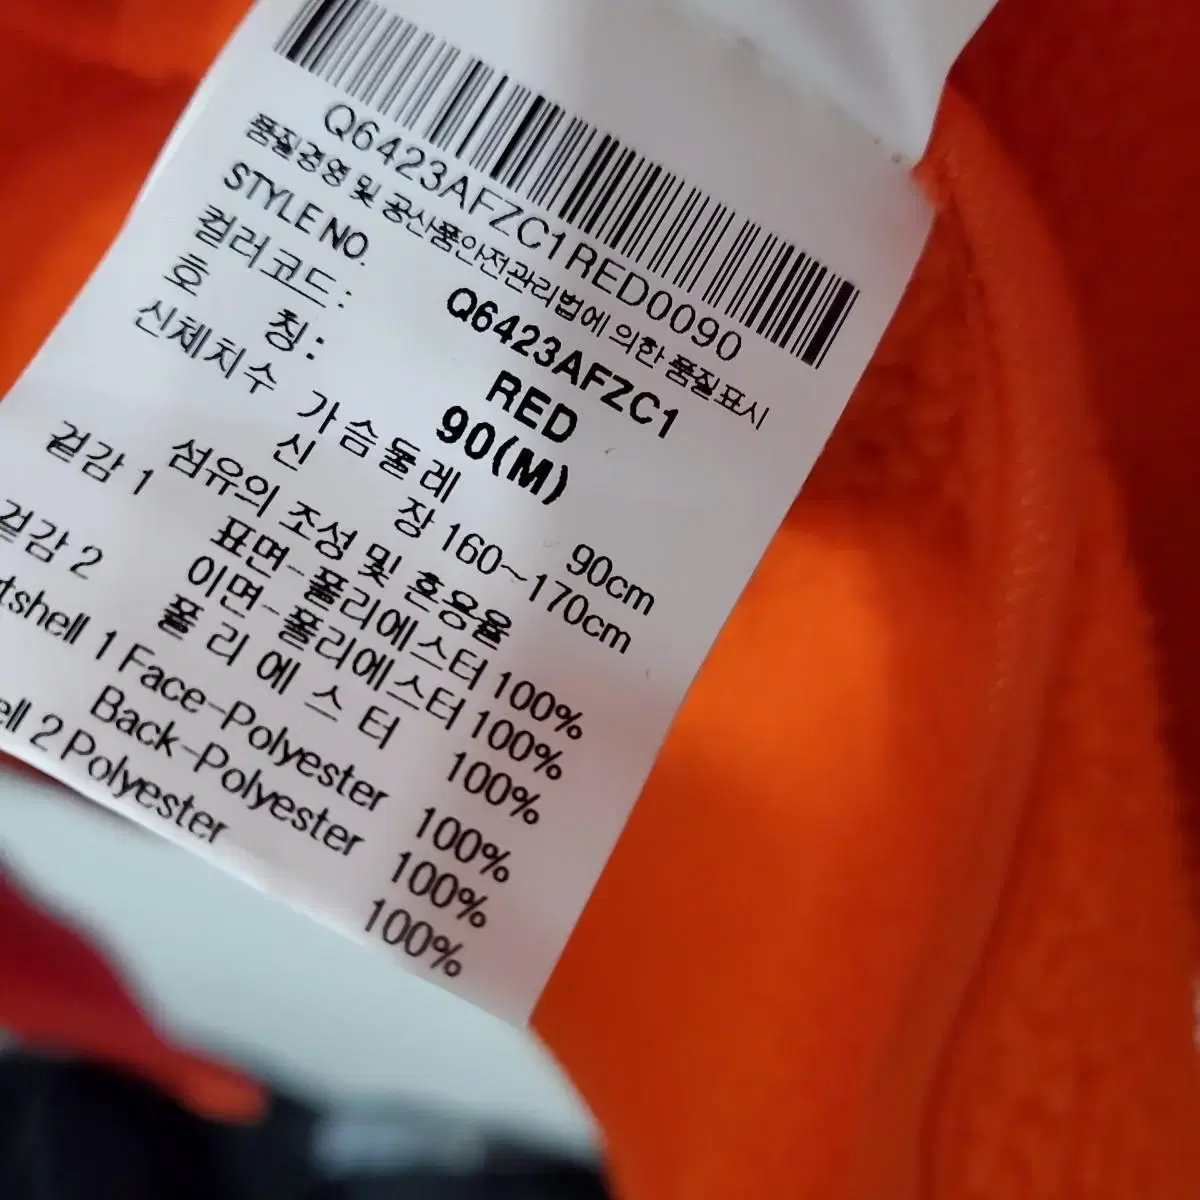 Q6423AFZC1RED0090
품질경영 및 공산품안전관리법에 의한 품질표시
STYLE NO. Q6423AFZC1
컬러코드: RED
호 칭: 90(M)
신체치수 가슴둘레 90cm
신 장 160~170cm
섬유의 조성 및 혼용율
겉감 1 표면-폴리에스터 100%
이면-폴리에스터 100%
겉감 2 폴리에스터 100%
1 Face-Polyester 100%
Back-Polyester 100%
2 Polyester 100%